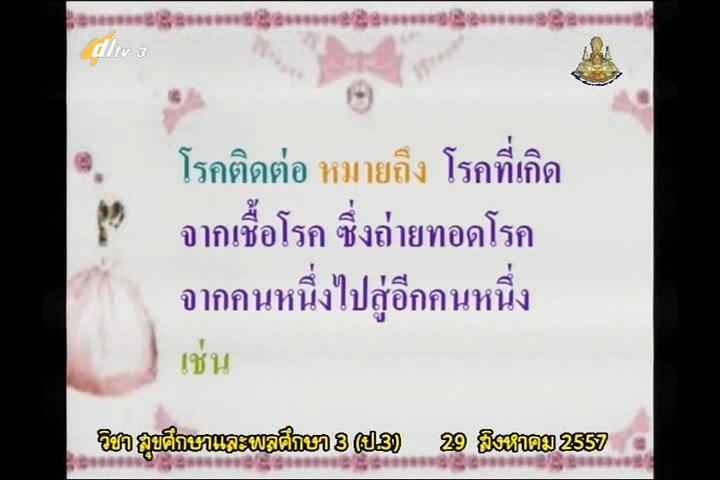 dltv 3
โรคติดต่อ หมายถึง โรคที่เกิด
จากเชื้อโรค ซึ่งถ่ายทอดโรค
จากคนหนึ่งไปสู่อีกคนหนึ่ง
เช่น
วิชา สุขศึกษาและพลศึกษา 3 (ป.3) 29 สิงหาคม 2557